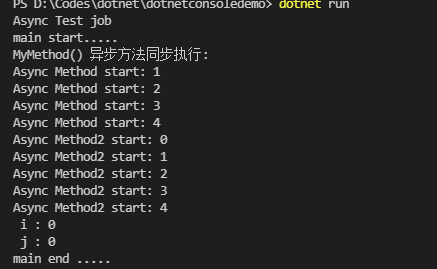 PS D:\Codes\dotnet\dotnetconsoledemo> dotnet run
Async Test job
main start.....
MyMethod() 异步方法同步执行:
Async Method start: 1
Async Method start: 2
Async Method start: 3
Async Method start: 4
Async Method2 start: 0
Async Method2 start: 1
Async Method2 start: 2
Async Method2 start: 3
Async Method2 start: 4
i : 0
j : 0
main end .....